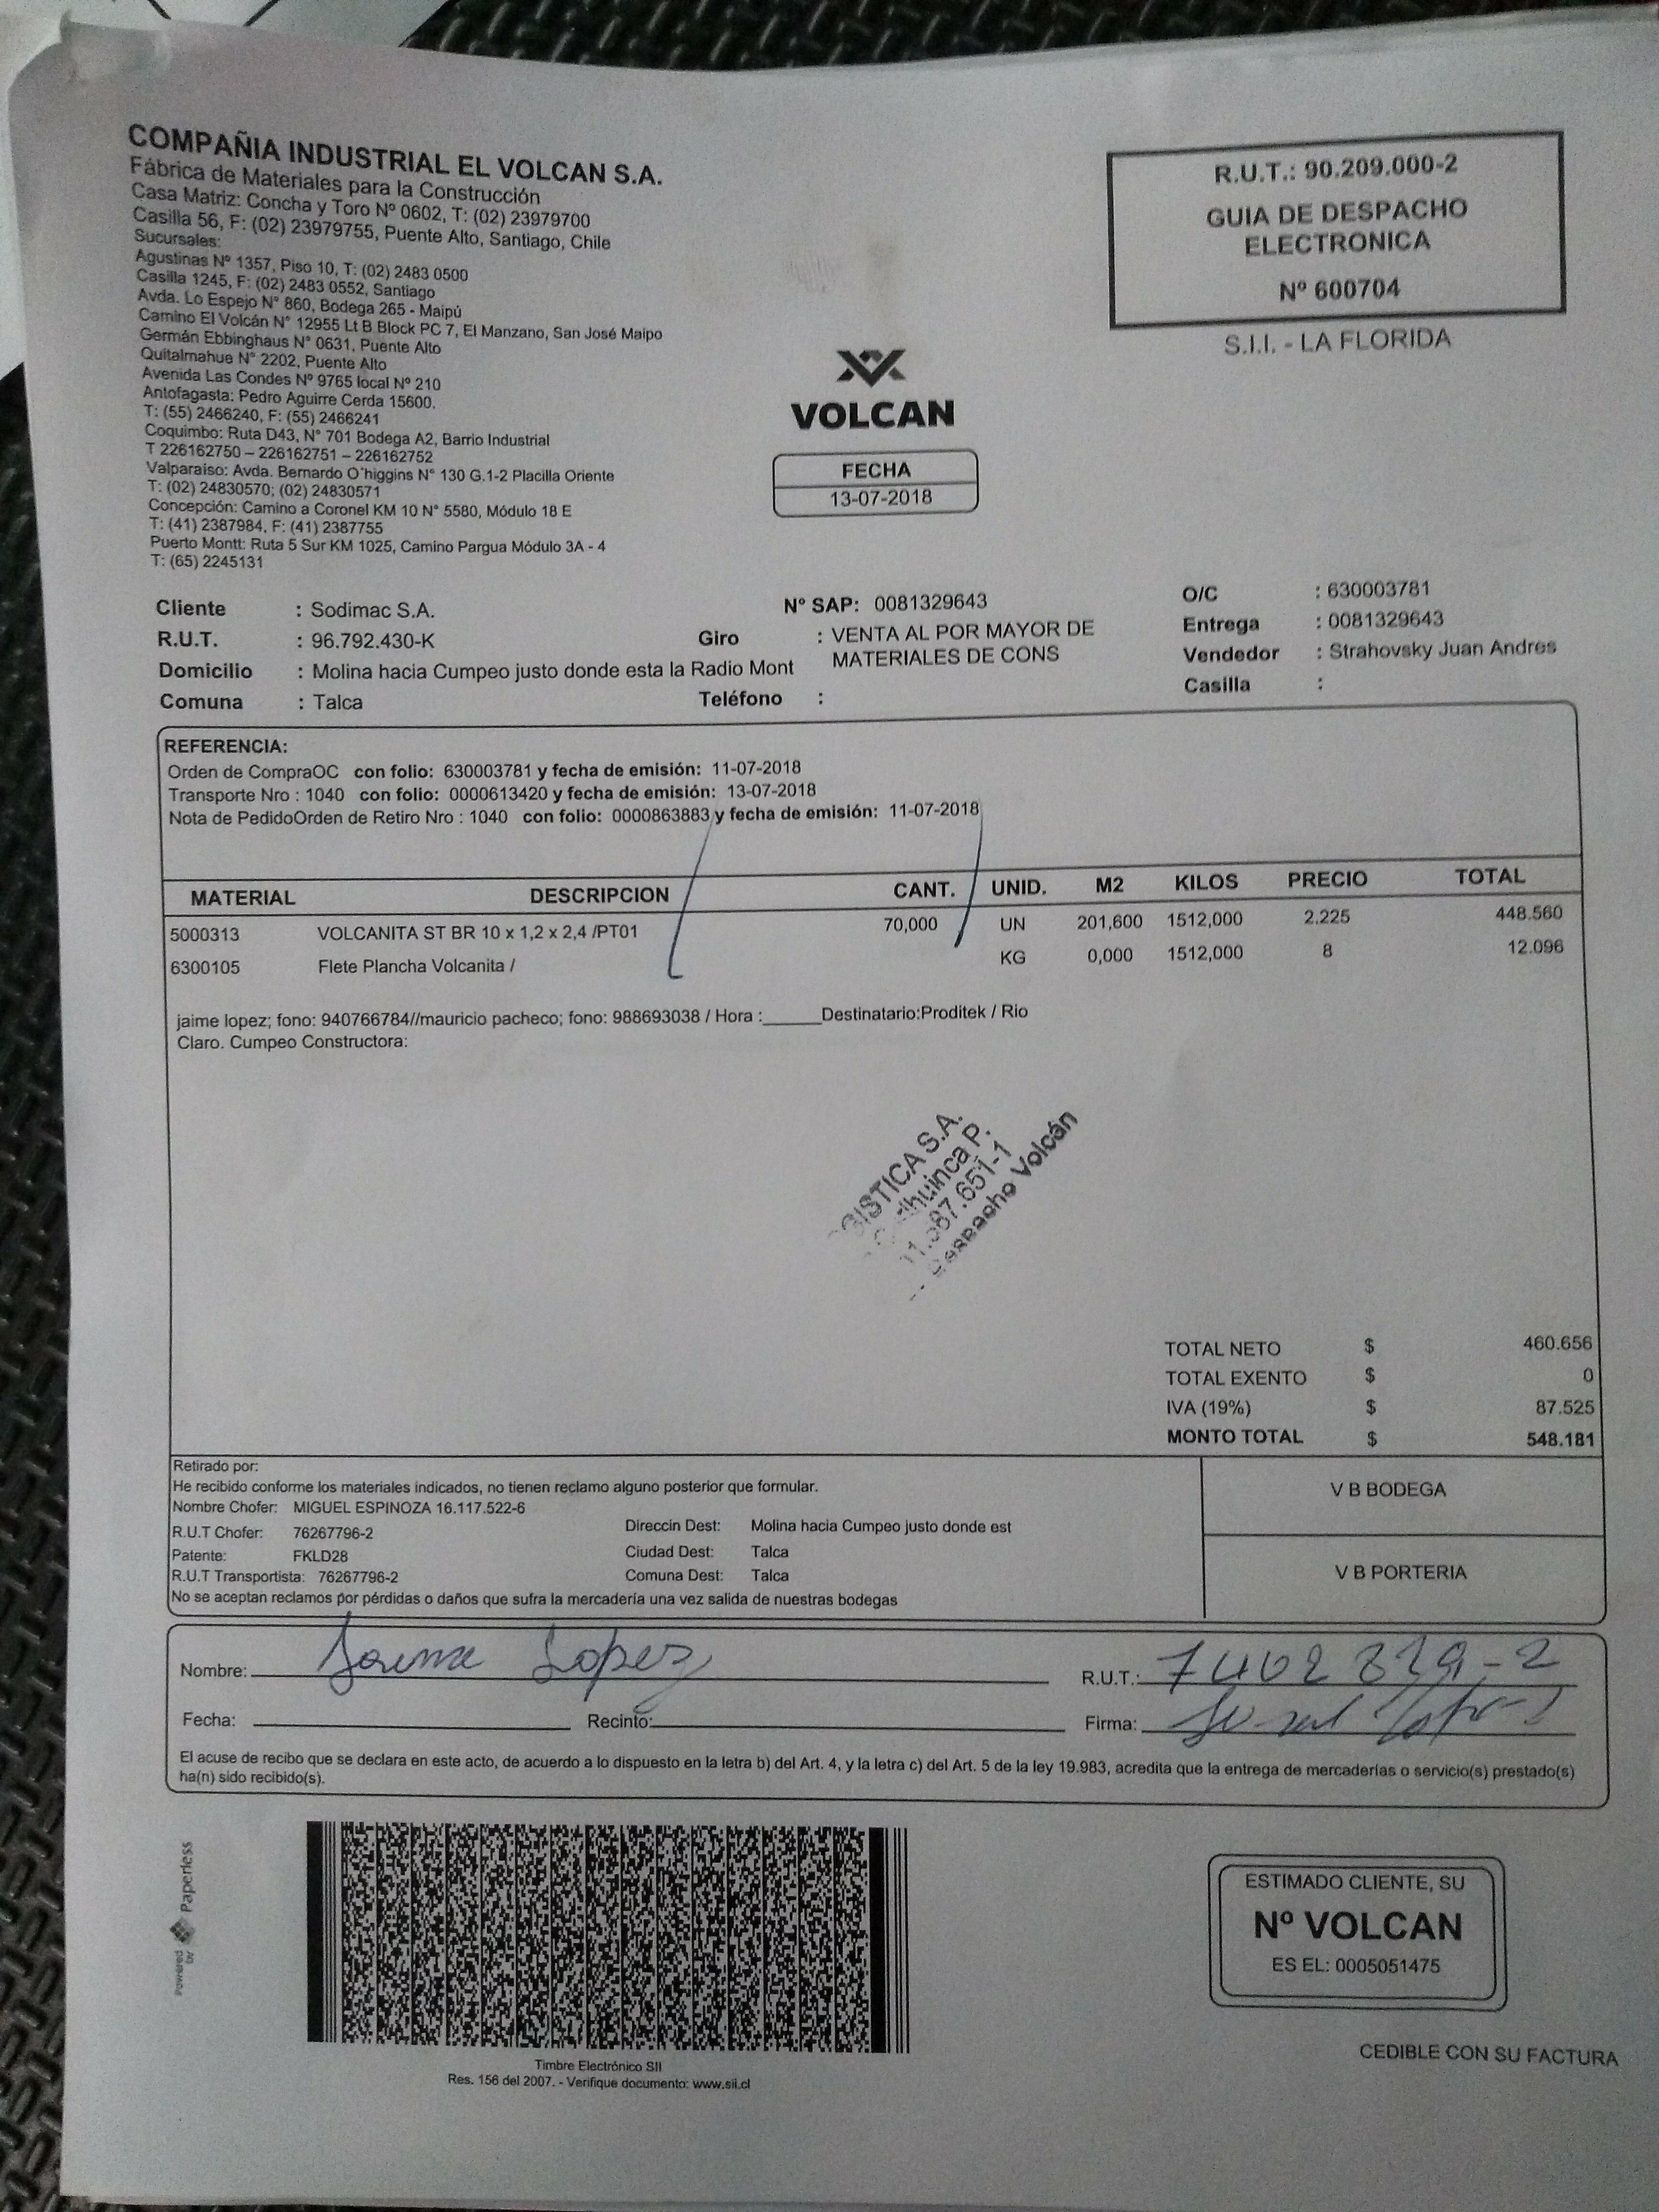 COMPAÑIA INDUSTRIAL EL VOLCAN S.A.
Fábrica de Materiales para la Construcción
Casa Matriz: Concha y Toro Nº 0602, T: (02) 23979700
Casilla 56, F: (02) 23979755, Puente Alto, Santiago, Chile
Sucursales:
Agustinas Nº 1357, Piso 10, T: (02) 2483 0500
Casilla 1245, F: (02) 2483 0552, Santiago
Avda. Lo Espejo N° 860, Bodega 265 - Maipú
Camino El Volcán N° 12955 Lt B Block PC 7, El Manzano, San José Maipo
Germán Ebbinghaus N° 0631, Puente Alto
Quitalmahue N° 2202, Puente Alto
Avenida Las Condes Nº 9765 local Nº 210
Antofagasta: Pedro Aguirre Cerda 15600.
T: (55) 2466240, F: (55) 2466241
Coquimbo: Ruta D43, N° 701 Bodega A2, Barrio Industrial
T 226162750 – 226162751 – 226162752
Valparaiso: Avda. Bernardo O´higgins N° 130 G.1-2 Placilla Oriente
T: (02) 24830570; (02) 24830571
Concepción: Camino a Coronel KM 10 N° 5580, Módulo 18 E
T: (41) 2387984, F: (41) 2387755
Puerto Montt: Ruta 5 Sur KM 1025, Camino Pargua Módulo 3A - 4
T: (65) 2245131
R.U.T.: 90.209.000-2
GUIA DE DESPACHO
ELECTRONICA
Nº 600704
S.I.I. - LA FLORIDA
VOLCAN
FECHA
13-07-2018
Cliente : Sodimac S.A.
R.U.T. : 96.792.430-K
Domicilio : Molina hacia Cumpeo justo donde esta la Radio Mont
Comuna : Talca
Nº SAP: 0081329643
Giro : VENTA AL POR MAYOR DE
MATERIALES DE CONS
Teléfono :
O/C : 630003781
Entrega : 0081329643
Vendedor : Strahovsky Juan Andres
Casilla :
REFERENCIA:
Orden de CompraOC con folio: 630003781 y fecha de emisión: 11-07-2018
Transporte Nro : 1040 con folio: 0000613420 y fecha de emisión: 13-07-2018
Nota de PedidoOrden de Retiro Nro : 1040 con folio: 0000863883 y fecha de emisión: 11-07-2018
MATERIAL DESCRIPCION CANT. UNID. M2 KILOS PRECIO TOTAL
5000313 VOLCANITA ST BR 10 x 1,2 x 2,4 /PT01 70,000 UN 201,600 1512,000 2.225 448.560
6300105 Flete Plancha Volcanita / KG 0,000 1512,000 8 12.096
jaime lopez; fono: 940766784//mauricio pacheco; fono: 988693038 / Hora :______Destinatario:Proditek / Rio
Claro. Cumpeo Constructora:
S.A.
P.
Volcán
TOTAL NETO $ 460.656
TOTAL EXENTO $ 0
IVA (19%) $ 87.525
MONTO TOTAL $ 548.181
Retirado por:
He recibido conforme los materiales indicados, no tienen reclamo alguno posterior que formular.
Nombre Chofer: MIGUEL ESPINOZA 16.117.522-6
R.U.T Chofer: 76267796-2
Patente: FKLD28
R.U.T Transportista: 76267796-2
Direccin Dest: Molina hacia Cumpeo justo donde est
Ciudad Dest: Talca
Comuna Dest: Talca
No se aceptan reclamos por pérdidas o daños que sufra la mercadería una vez salida de nuestras bodegas
V B BODEGA
V B PORTERIA
Nombre: Lopez
R.U.T.:
Fecha:
Recinto:
Firma:
El acuse de recibo que se declara en este acto, de acuerdo a lo dispuesto en la letra b) del Art. 4, y la letra c) del Art. 5 de la ley 19.983, acredita que la entrega de mercaderías o servicio(s) prestado(s)
ha(n) sido recibido(s).
Powered by Paperless
Timbre Electrónico SII
Res. 156 del 2007. - Verifique documento: www.sii.cl
ESTIMADO CLIENTE, SU
Nº VOLCAN
ES EL: 0005051475
CEDIBLE CON SU FACTURA